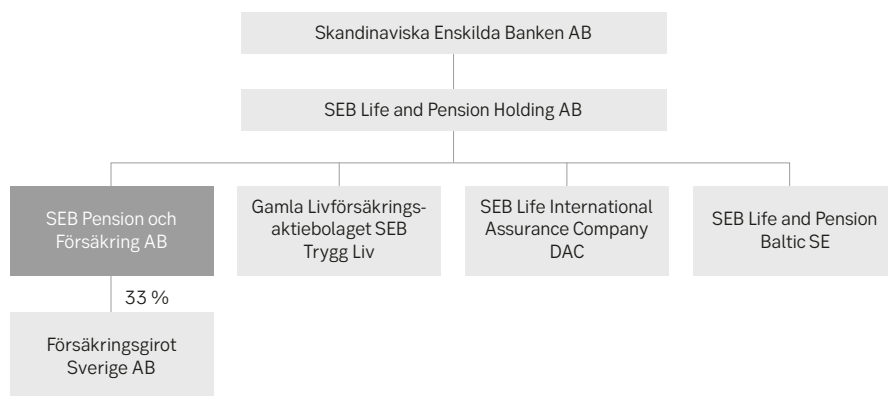 Skandinaviska Enskilda Banken AB
SEB Life and Pension Holding AB
SEB Pension och
Försäkring AB
Gamla Livförsäkrings-
aktiebolaget SEB
Trygg Liv
SEB Life International
Assurance Company
DAC
SEB Life and Pension
Baltic SE
33 %
Försäkringsgirot
Sverige AB